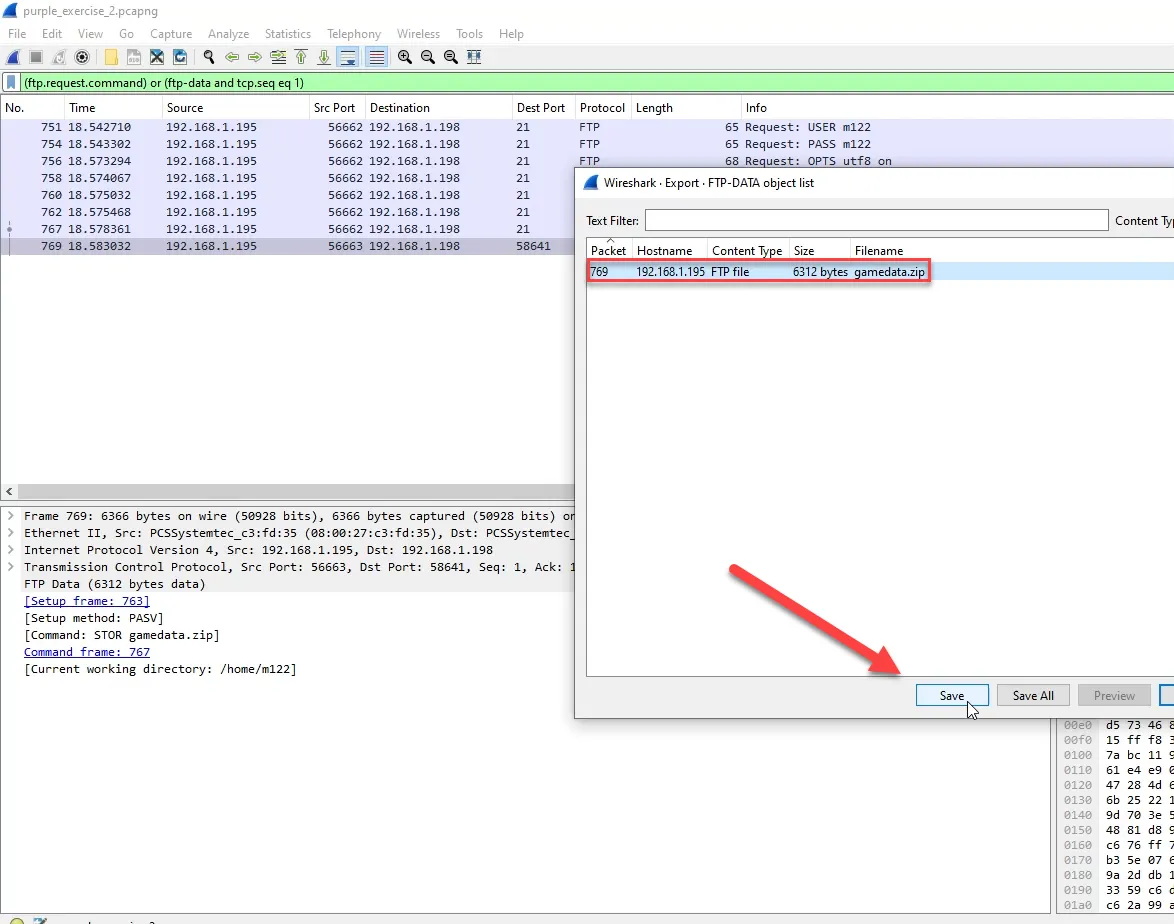 purple_exercise_2.pcapng
File Edit View Go Capture Analyze Statistics Telephony Wireless Tools Help
(ftp.request.command) or (ftp-data and tcp.seq eq 1)
No. Time Source Src Port Destination Dest Port Protocol Length Info
751 18.542710 192.168.1.195 56662 192.168.1.198 21 FTP 65 Request: USER m122
754 18.543302 192.168.1.195 56662 192.168.1.198 21 FTP 65 Request: PASS m122
756 18.573294 192.168.1.195 56662 192.168.1.198 21 FTP 68 Request: OPTS utf8 on
758 18.574067 192.168.1.195 56662 192.168.1.198 21
760 18.575032 192.168.1.195 56662 192.168.1.198 21
762 18.575468 192.168.1.195 56662 192.168.1.198 21
767 18.578361 192.168.1.195 56662 192.168.1.198 21
769 18.583032 192.168.1.195 56663 192.168.1.198 58641
Wireshark · Export · FTP-DATA object list
Text Filter: Content Ty
Packet Hostname Content Type Size Filename
769 192.168.1.195 FTP file 6312 bytes gamedata.zip
Save Save All Preview
Frame 769: 6366 bytes on wire (50928 bits), 6366 bytes captured (50928 bits) on
Ethernet II, Src: PCSSystemtec_c3:fd:35 (08:00:27:c3:fd:35), Dst: PCSSystemtec_
Internet Protocol Version 4, Src: 192.168.1.195, Dst: 192.168.1.198
Transmission Control Protocol, Src Port: 56663, Dst Port: 58641, Seq: 1, Ack: 1
FTP Data (6312 bytes data)
[Setup frame: 763]
[Setup method: PASV]
[Command: STOR gamedata.zip]
Command frame: 767
[Current working directory: /home/m122]
00e0 d5 73 46
00f0 15 ff f8
0100 7a bc 11
0110 61 e4 e9
0120 47 28 4d
0130 6b 25 22
0140 9d 70 3e
0150 48 81 d8
0160 c6 76 ff
0170 b3 5e 07
0180 9a 2d db
0190 33 59 c6
01a0 c6 2a 99